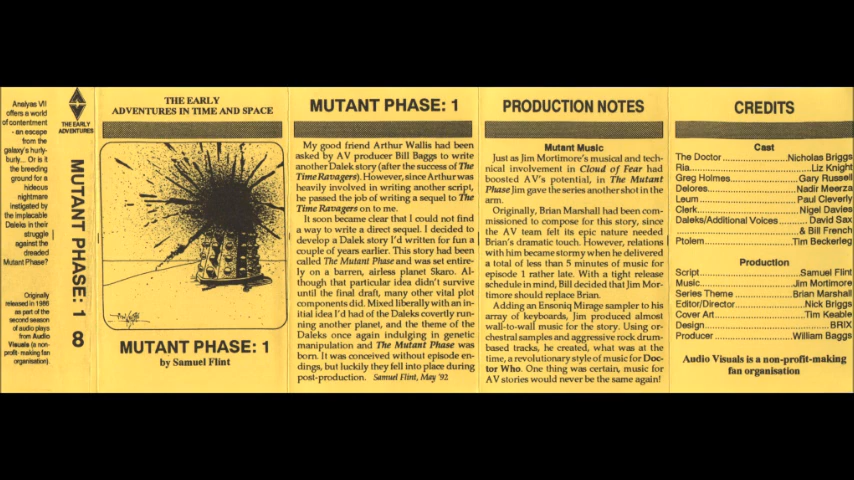 Analyas VII
offers a world
of contentment
- an escape
from the
galaxy's hurly-
burly... Or is it
the breeding
ground for a
hideous
nightmare
instigated by
the implacable
Daleks in their
struggle
against the
dreaded
Mutant Phase?
Originally
released in 1986
as part of the
second season
of audio plays
from Audio
Visuals (a non-
profit-making fan
organisation).
THE EARLY
ADVENTURES
MUTANT PHASE: 1
8
THE EARLY
ADVENTURES IN TIME AND SPACE
MUTANT PHASE: 1
by Samuel Flint
MUTANT PHASE: 1
My good friend Arthur Wallis had been
asked by AV producer Bill Baggs to write
another Dalek story (after the success of The
Time Ravagers). However, since Arthur was
heavily involved in writing another script,
he passed the job of writing a sequel to The
Time Ravagers on to me.
It soon became clear that I could not find
a way to write a direct sequel. I decided to
develop a Dalek story I'd written for fun a
couple of years earlier. This story had been
called The Mutant Phase and was set entire-
ly on a barren, airless planet Skaro. Al-
though that particular idea didn't survive
until the final draft, many other vital plot
components did. Mixed liberally with an in-
itial idea I'd had of the Daleks covertly run-
ning another planet, and the theme of the
Daleks once again indulging in genetic
manipulation and The Mutant Phase was
born. It was conceived without episode en-
dings, but luckily they fell into place during
post-production. Samuel Flint, May '92
PRODUCTION NOTES
Mutant Music
Just as Jim Mortimore's musical and tech-
nical involvement in Cloud of Fear had
boosted AV's potential, in The Mutant
Phase Jim gave the series another shot in the
arm.
Originally, Brian Marshall had been com-
missioned to compose for this story, since
the AV team felt its epic nature needed
Brian's dramatic touch. However, relations
with him became stormy when he delivered
a total of less than 5 minutes of music for
episode 1 rather late. With a tight release
schedule in mind, Bill decided that Jim Mor-
timore should replace Brian.
Adding an Ensoniq Mirage sampler to his
array of keyboards, Jim produced almost
wall-to-wall music for the story. Using or-
chestral samples and aggressive rock drum-
based tracks, he created, what was at the
time, a revolutionary style of music for Doc-
tor Who. One thing was certain, music for
AV stories would never be the same again!
CREDITS
Cast
The Doctor.....................Nicholas Briggs
Ria.....................Liz Knight
Greg Holmes.....................Gary Russell
Delores.....................Nadir Meerza
Leum.....................Paul Cleverly
Clerk.....................Nigel Davies
Daleks/Additional Voices..........David Sax
.....................& Bill French
Ptolem.....................Tim Beckerleg
Production
Script.....................Samuel Flint
Music.....................Jim Mortimore
Series Theme.....................Brian Marshall
Editor/Director.....................Nick Briggs
Cover Art.....................Tim Keable
Design.....................BRIX
Producer.....................William Baggs
Audio Visuals is a non-profit-making
fan organisation